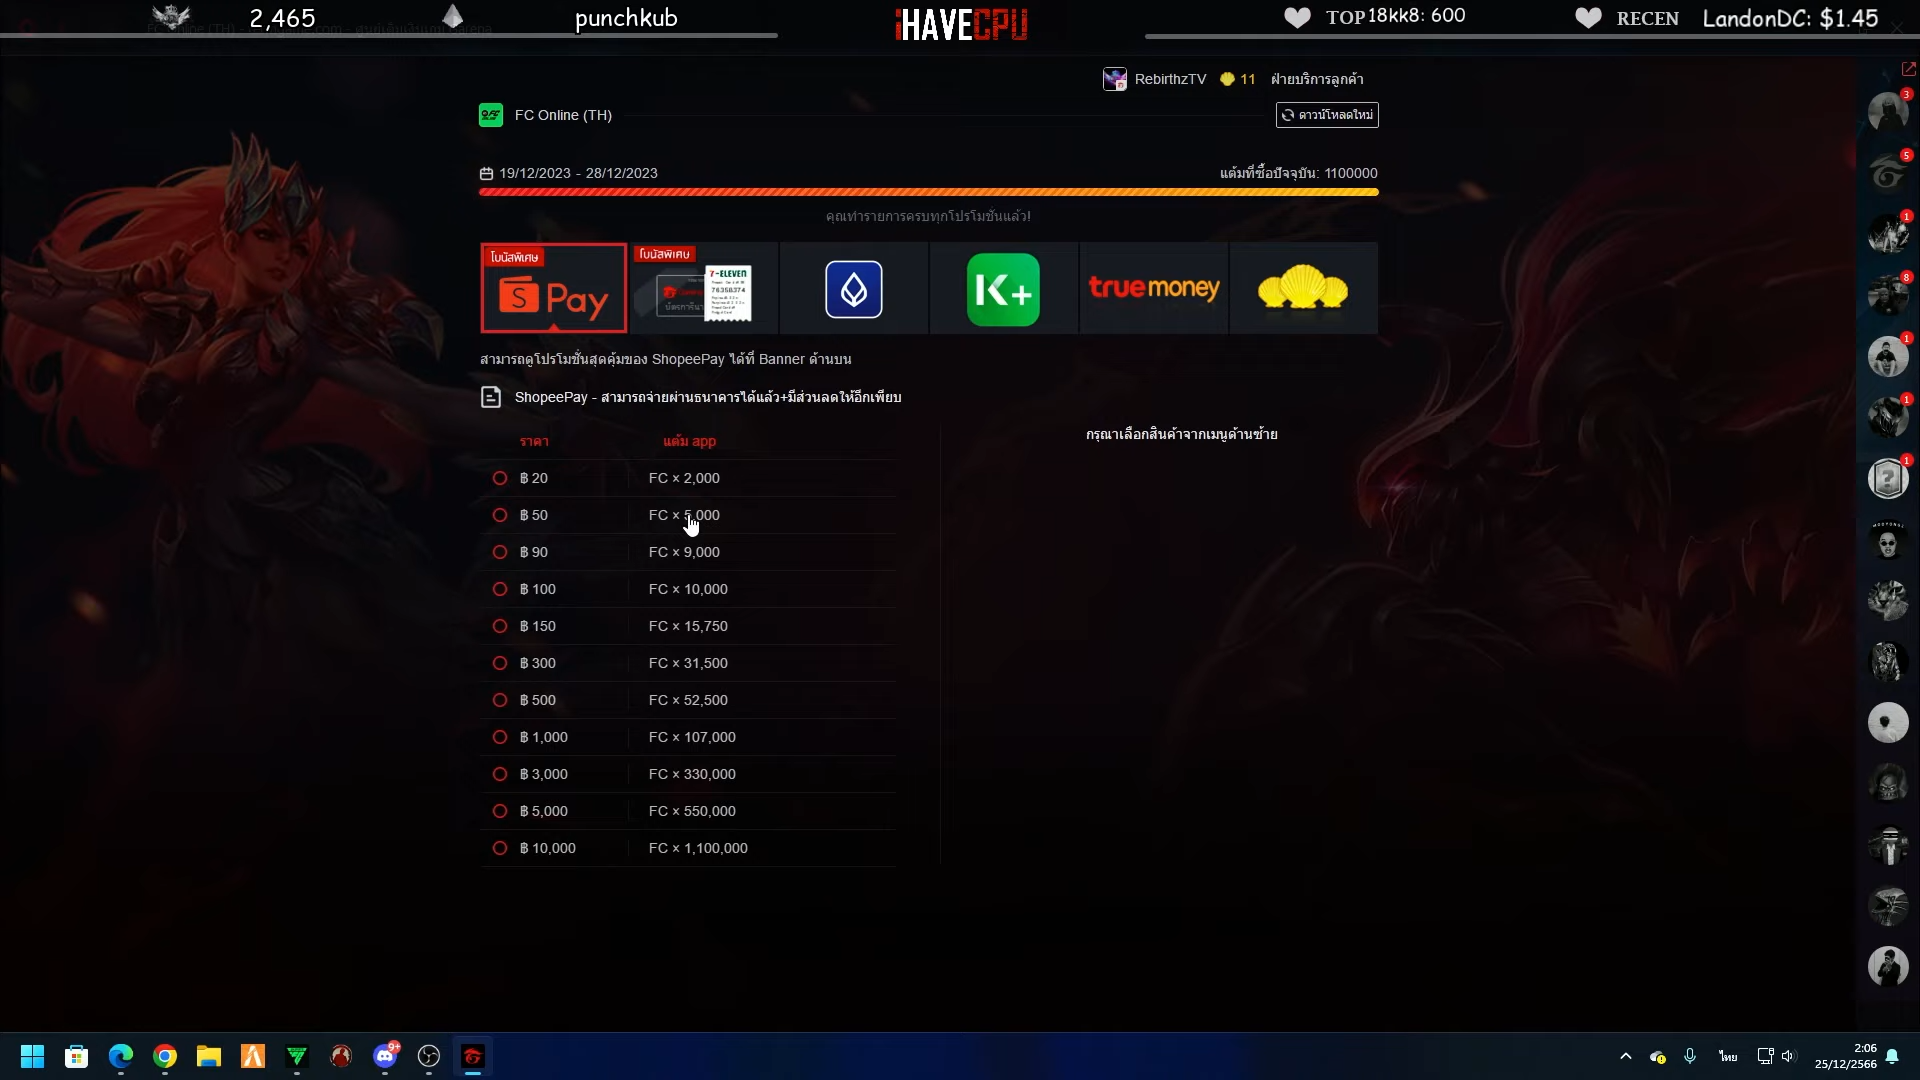 2,465
punchkub
iHAVECPU
TOP 18kk8: 600
RECEN LandonDC: $1.45
RebirthzTV 11 ฝ่ายบริการลูกค้า
FC Online (TH)
ดาวน์โหลดใหม่
19/12/2023 - 28/12/2023
แต้มที่ซื้อปัจจุบัน: 1100000
คุณทำรายการครบทุกโปรโมชั่นแล้ว!
โบนัสพิเศษ
S Pay
โบนัสพิเศษ
7-ELEVEN
76358374
K+
truemoney
สามารถดูโปรโมชั่นสุดคุ้มของ ShopeePay ได้ที่ Banner ด้านบน
ShopeePay - สามารถจ่ายผ่านธนาคารได้แล้ว+มีส่วนลดให้อีกเพียบ
กรุณาเลือกสินค้าจากเมนูด้านซ้าย
ราคา แต้ม app
฿ 20 FC × 2,000
฿ 50 FC × 5,000
฿ 90 FC × 9,000
฿ 100 FC × 10,000
฿ 150 FC × 15,750
฿ 300 FC × 31,500
฿ 500 FC × 52,500
฿ 1,000 FC × 107,000
฿ 3,000 FC × 330,000
฿ 5,000 FC × 550,000
฿ 10,000 FC × 1,100,000
3
5
1
8
1
1
1
9+
ไทย
2:06
25/12/2566